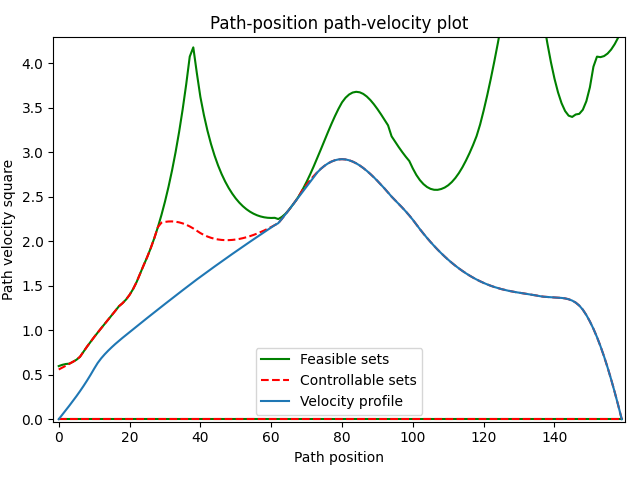 Path-position path-velocity plot
Path velocity square
4.0
3.5
3.0
2.5
2.0
1.5
1.0
0.5
0.0
Feasible sets
Controllable sets
Velocity profile
0 20 40 60 80 100 120 140
Path position